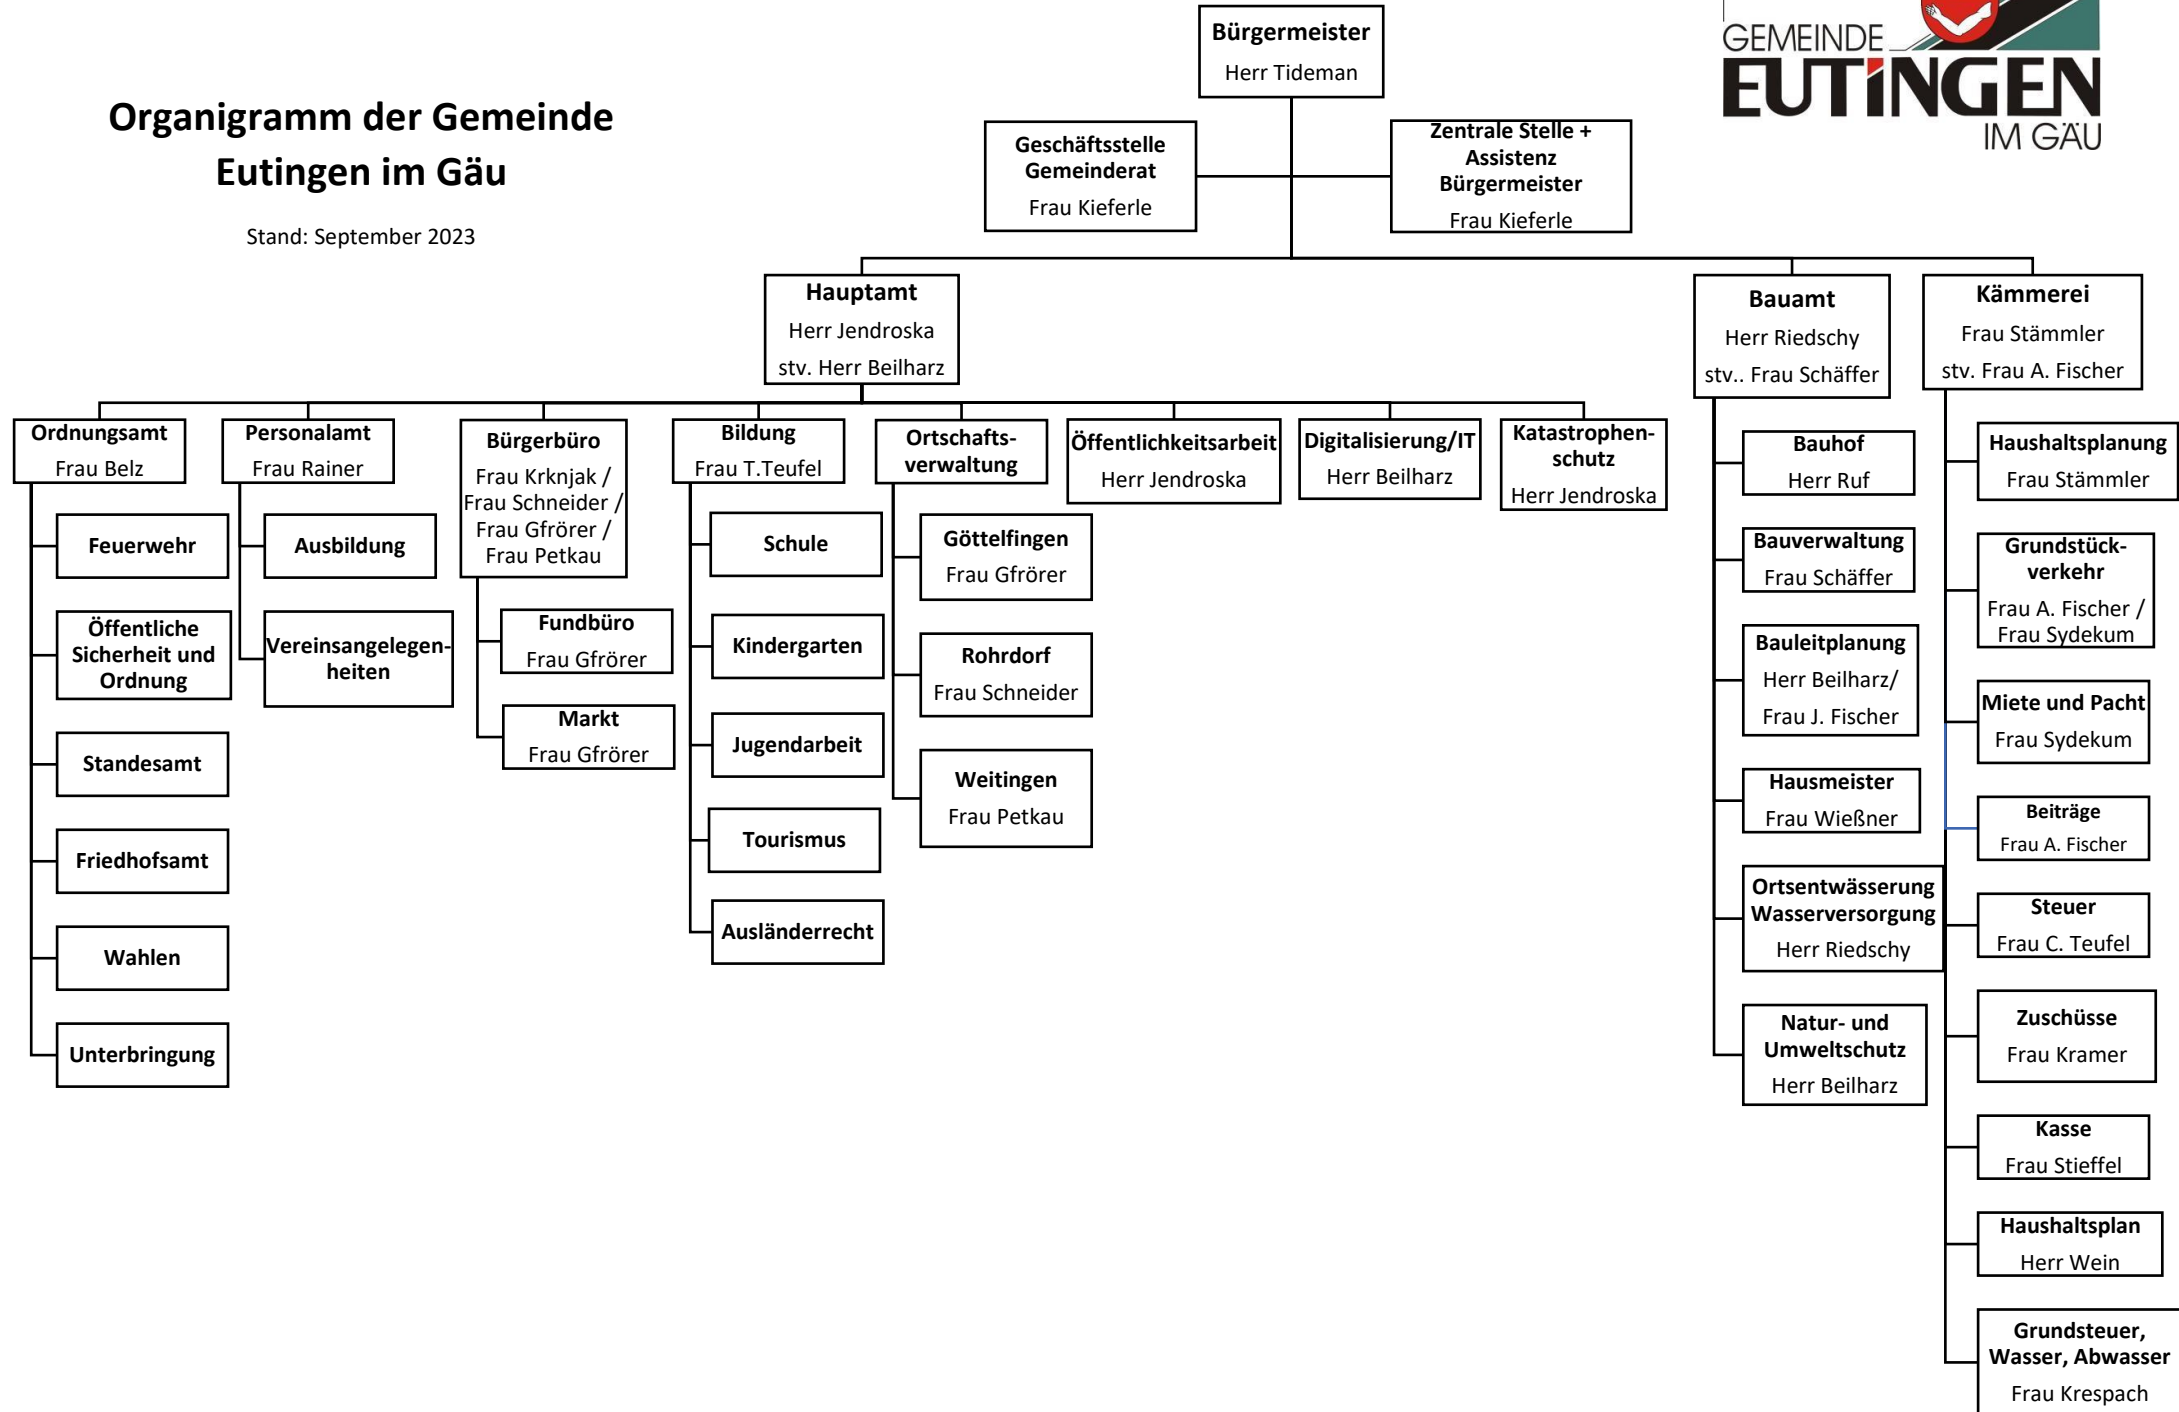 Organigramm der Gemeinde
Eutingen im Gäu
Stand: September 2023
GEMEINDE
EUTINGEN
IM GÄU
Bürgermeister
Herr Tideman
Geschäftsstelle
Gemeinderat
Frau Kieferle
Zentrale Stelle +
Assistenz
Bürgermeister
Frau Kieferle
Hauptamt
Herr Jendroska
stv. Herr Beilharz
Bauamt
Herr Riedschy
stv.. Frau Schäffer
Kämmerei
Frau Stämmler
stv. Frau A. Fischer
Ordnungsamt
Frau Belz
Feuerwehr
Öffentliche
Sicherheit und
Ordnung
Standesamt
Friedhofsamt
Wahlen
Unterbringung
Personalamt
Frau Rainer
Ausbildung
Vereinsangelegen-
heiten
Bürgerbüro
Frau Krknjak /
Frau Schneider /
Frau Gfrörer /
Frau Petkau
Fundbüro
Frau Gfrörer
Markt
Frau Gfrörer
Bildung
Frau T.Teufel
Schule
Kindergarten
Jugendarbeit
Tourismus
Ausländerrecht
Ortschafts-
verwaltung
Göttelfingen
Frau Gfrörer
Rohrdorf
Frau Schneider
Weitingen
Frau Petkau
Öffentlichkeitsarbeit
Herr Jendroska
Digitalisierung/IT
Herr Beilharz
Katastrophen-
schutz
Herr Jendroska
Bauhof
Herr Ruf
Bauverwaltung
Frau Schäffer
Bauleitplanung
Herr Beilharz/
Frau J. Fischer
Hausmeister
Frau Wießner
Ortsentwässerung
Wasserversorgung
Herr Riedschy
Natur- und
Umweltschutz
Herr Beilharz
Haushaltsplanung
Frau Stämmler
Grundstück-
verkehr
Frau A. Fischer /
Frau Sydekum
Miete und Pacht
Frau Sydekum
Beiträge
Frau A. Fischer
Steuer
Frau C. Teufel
Zuschüsse
Frau Kramer
Kasse
Frau Stieffel
Haushaltsplan
Herr Wein
Grundsteuer,
Wasser, Abwasser
Frau Krespach